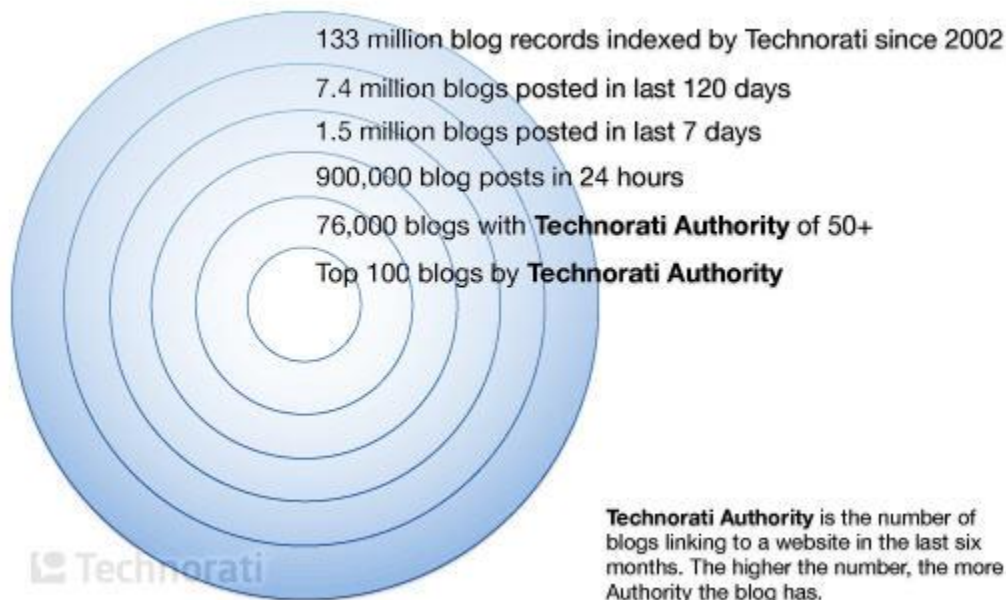 133 million blog records indexed by Technorati since 2002
7.4 million blogs posted in last 120 days
1.5 million blogs posted in last 7 days
900,000 blog posts in 24 hours
76,000 blogs with Technorati Authority of 50+
Top 100 blogs by Technorati Authority
Technorati Authority is the number of
blogs linking to a website in the last six
months. The higher the number, the more
Authority the blog has.
Technorati